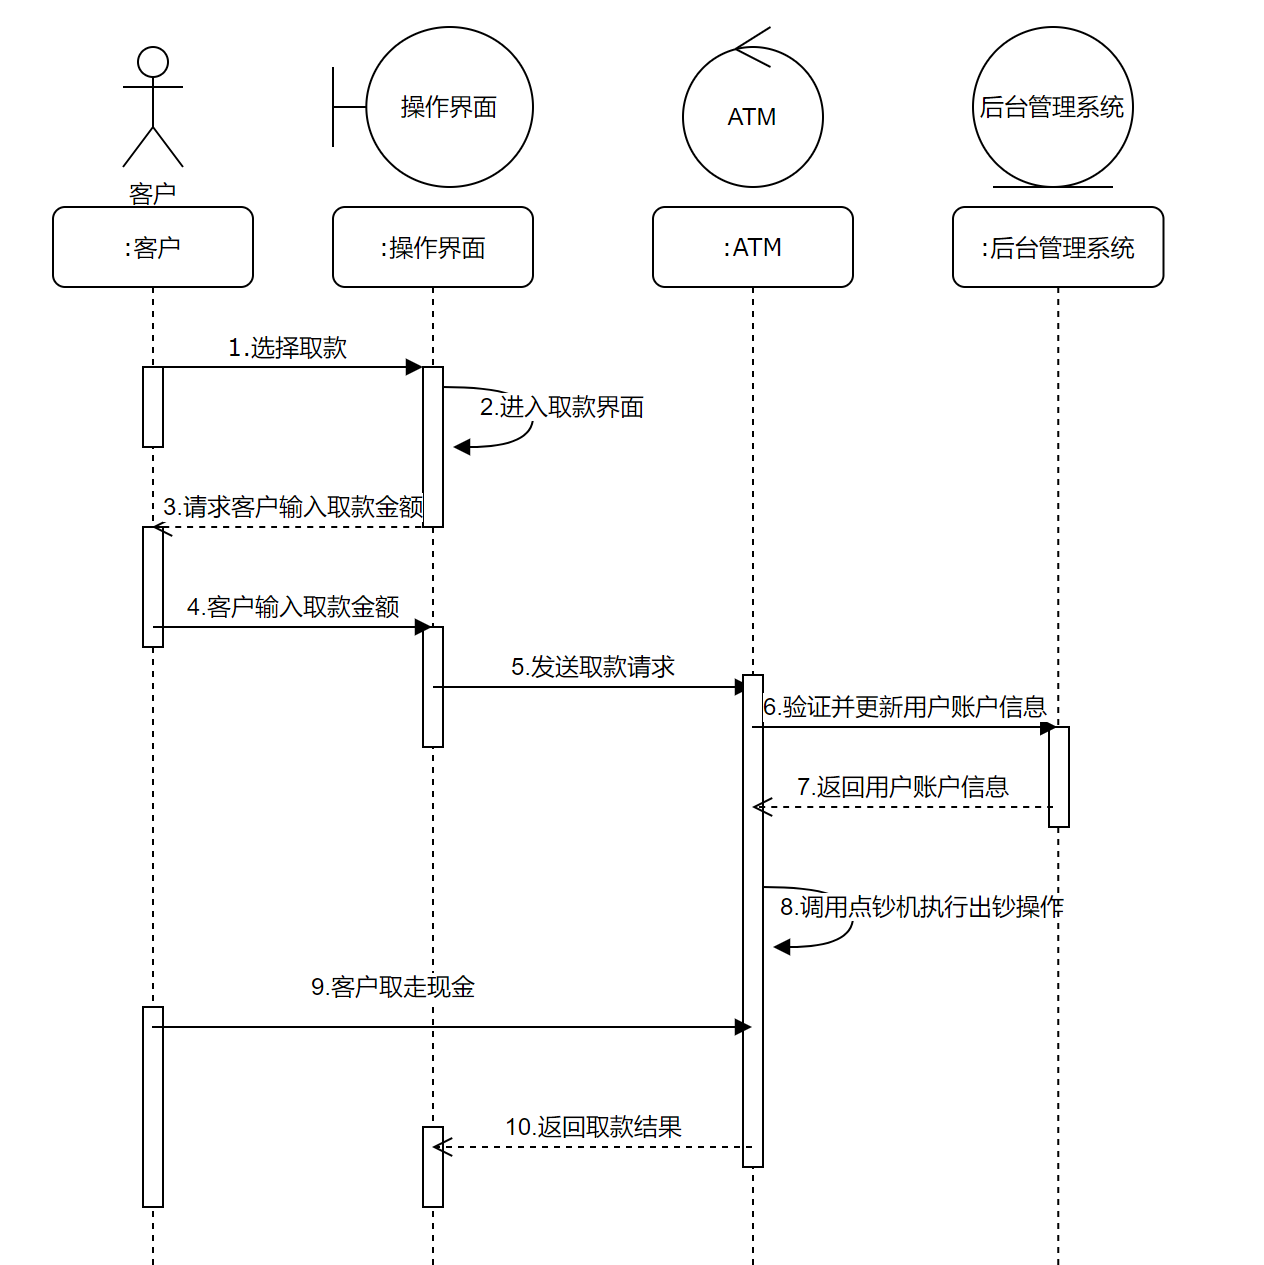 操作界面
ATM
后台管理系统
客户
:客户
:操作界面
:ATM
:后台管理系统
1.选择取款
2.进入取款界面
3.请求客户输入取款金额
4.客户输入取款金额
5.发送取款请求
6.验证并更新用户账户信息
7.返回用户账户信息
8.调用点钞机执行出钞操作
9.客户取走现金
10.返回取款结果